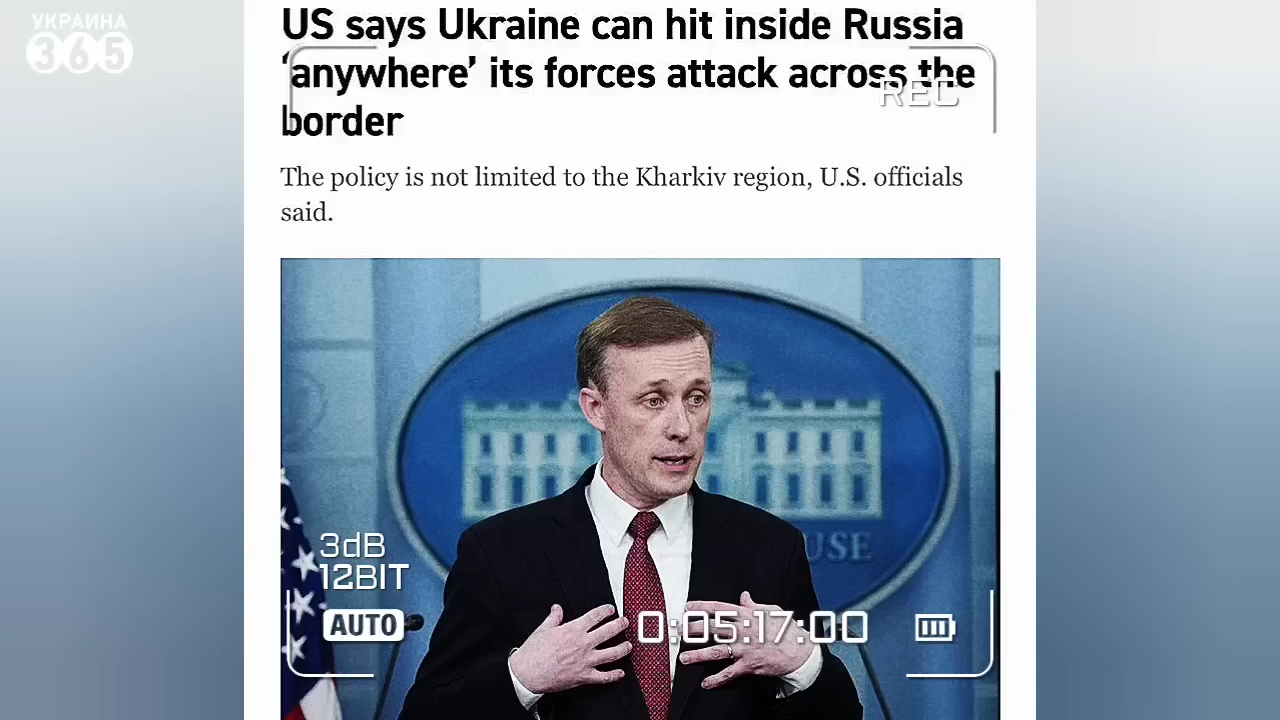 УКРАИНА
365
US says Ukraine can hit inside Russia
‘anywhere’ its forces attack across the
border
REC
The policy is not limited to the Kharkiv region, U.S. officials
said.
USE
3dB
12BIT
AUTO
0:05:17:00